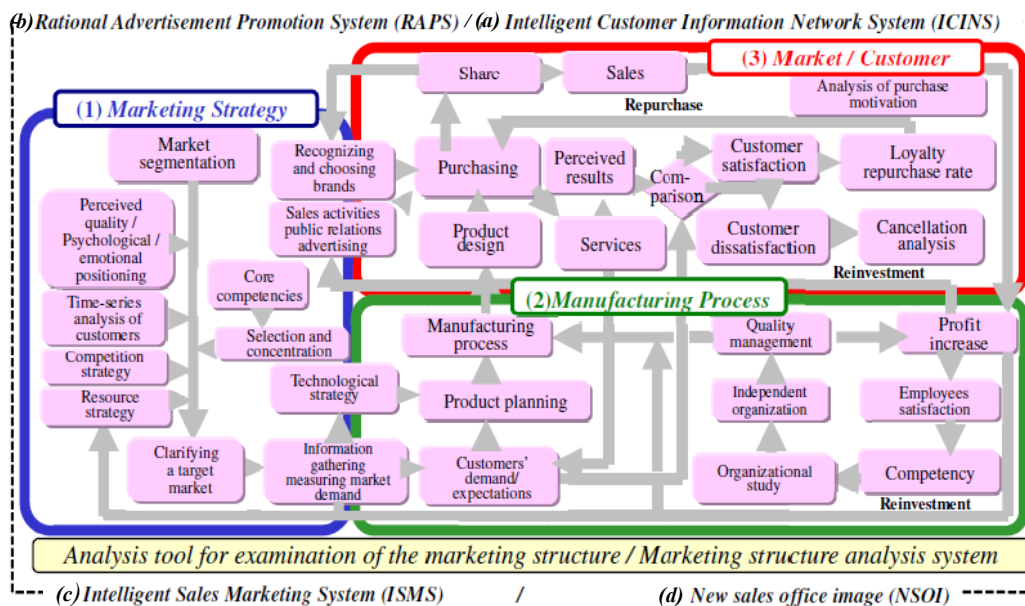 (b) Rational Advertisement Promotion System (RAPS) / (a) Intelligent Customer Information Network System (ICINS)
(3) Market / Customer
Share
Sales
Analysis of purchase
motivation
Repurchase
(1) Marketing Strategy
Market
segmentation
Recognizing
and choosing
brands
Purchasing
Perceived
results
Com-
parison
Customer
satisfaction
Loyalty
repurchase rate
Perceived
quality /
Psychological /
emotional
positioning
Sales activities
public relations
advertising
Product
design
Services
Customer
dissatisfaction
Cancellation
analysis
Reinvestment
Core
competencies
(2)Manufacturing Process
Time-series
analysis of
customers
Selection and
concentration
Manufacturing
process
Quality
management
Profit
increase
Competition
strategy
Resource
strategy
Technological
strategy
Product planning
Independent
organization
Employees
satisfaction
Clarifying
a target
market
Information
gathering
measuring market
demand
Customers'
demand/
expectations
Organizational
study
Competency
Reinvestment
Analysis tool for examination of the marketing structure / Marketing structure analysis system
(c) Intelligent Sales Marketing System (ISMS) / (d) New sales office image (NSOI)